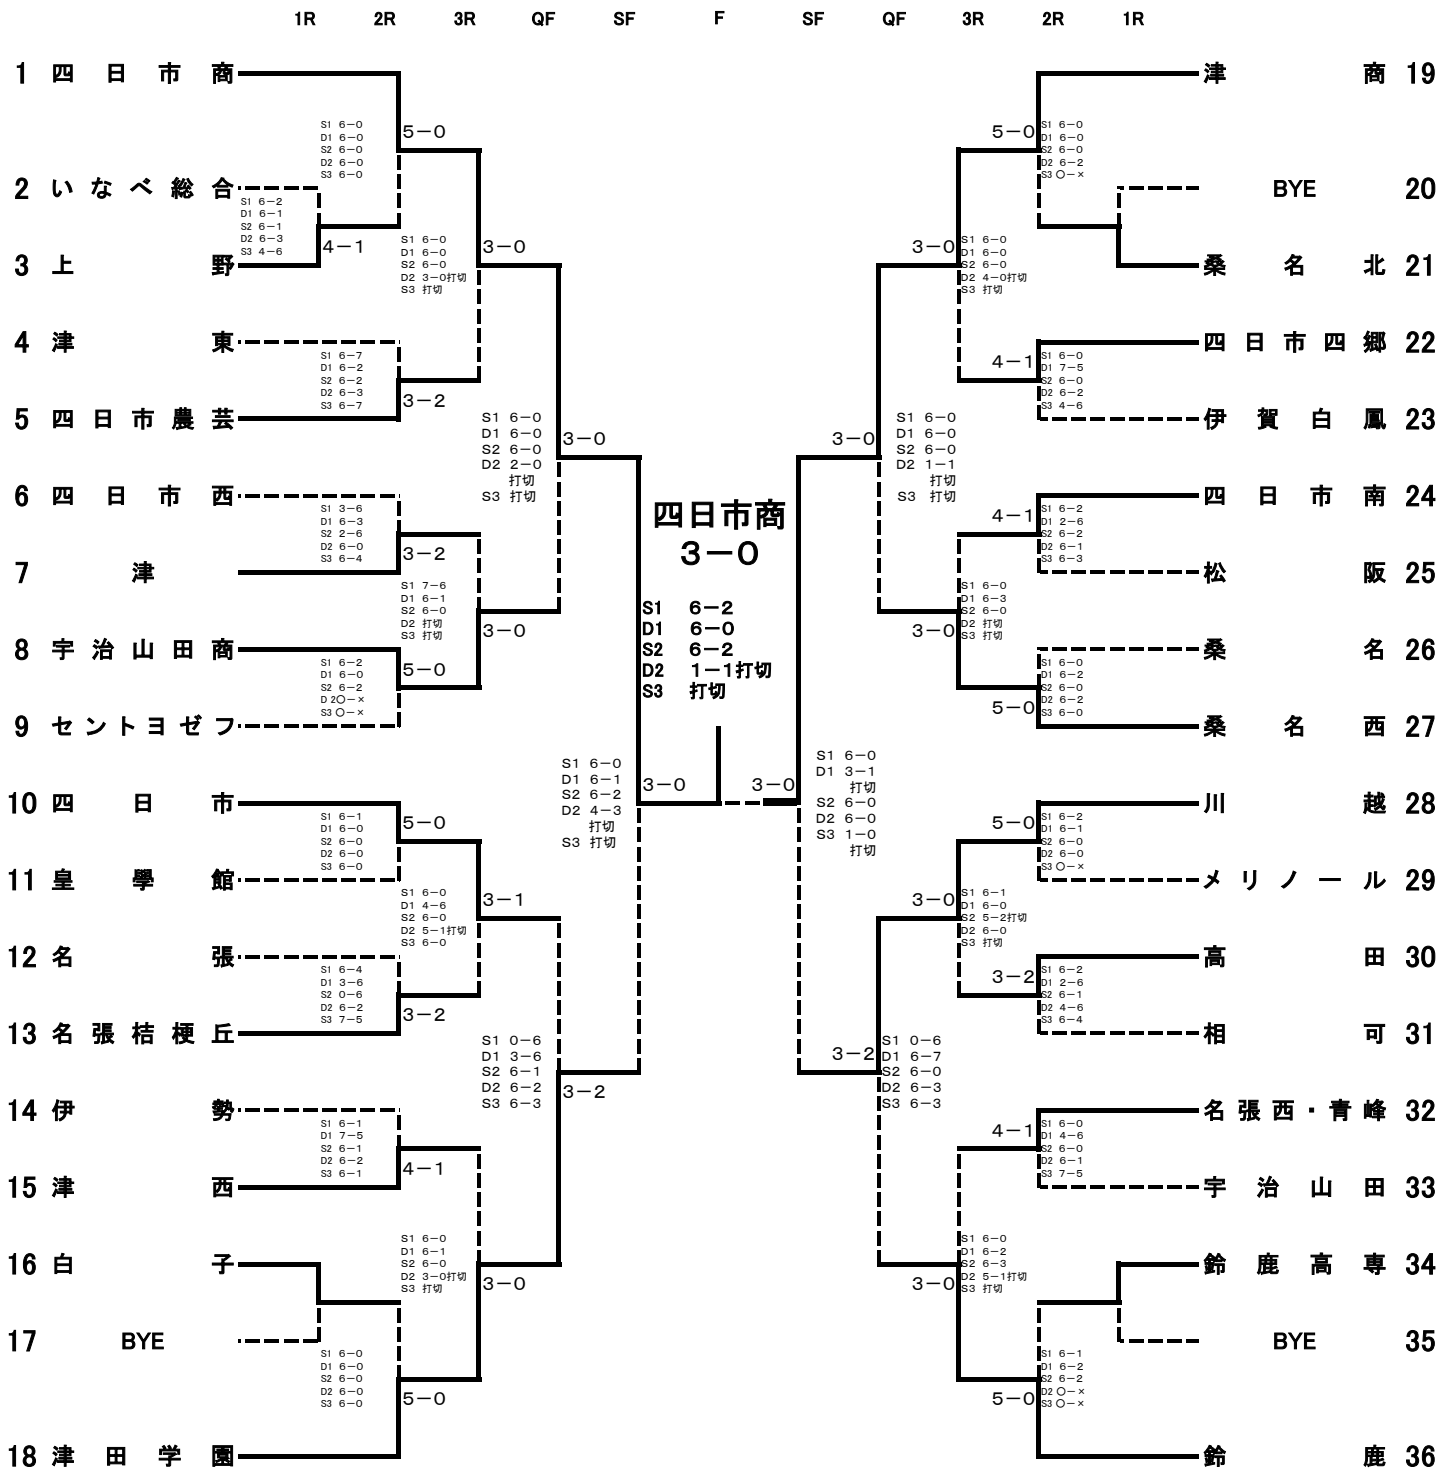 1R 2R 3R QF SF F SF QF 3R 2R 1R
1 四日市商
2 いなべ総合
3 上野
4 津東
5 四日市農芸
6 四日市西
7 津
8 宇治山田商
9 セントヨゼフ
10 四日市
11 皇學館
12 名張
13 名張桔梗丘
14 伊勢
15 津西
16 白子
17 BYE
18 津田学園
S1 6-2
D1 6-1
S2 6-1
D2 6-3
S3 4-6
4-1
S1 6-0
D1 6-0
S2 6-0
D2 6-0
S3 6-0
5-0
S1 6-7
D1 6-2
S2 6-2
D2 6-3
S3 6-7
3-2
S1 3-6
D1 6-3
S2 2-6
D2 6-0
S3 6-4
3-2
S1 6-2
D1 6-0
S2 6-2
D2○-×
S3○-×
5-0
S1 6-1
D1 6-0
S2 6-0
D2 6-0
S3 6-0
5-0
S1 6-4
D1 3-6
S2 0-6
D2 6-2
S3 7-5
3-2
S1 6-1
D1 7-5
S2 6-1
D2 6-2
S3 6-1
4-1
S1 6-0
D1 6-0
S2 6-0
D2 6-0
S3 6-0
5-0
S1 6-0
D1 6-0
S2 6-0
D2 3-0打切
S3 打切
3-0
S1 7-6
D1 6-1
S2 6-0
D2 打切
S3 打切
3-0
S1 6-0
D1 4-6
S2 6-0
D2 5-1打切
S3 6-0
3-1
S1 6-0
D1 6-1
S2 6-0
D2 3-0打切
S3 打切
3-0
S1 6-0
D1 6-0
S2 6-0
D2 2-0
打切
S3 打切
3-0
S1 0-6
D1 3-6
S2 6-1
D2 6-2
S3 6-3
3-2
S1 6-0
D1 6-1
S2 6-2
D2 4-3
打切
S3 打切
3-0
四日市商
3-0
S1 6-2
D1 6-0
S2 6-2
D2 1-1打切
S3 打切
3-0
S1 6-0
D1 3-1
打切
S2 6-0
D2 6-0
S3 1-0
打切
3-0
S1 6-0
D1 6-0
S2 6-0
D2 1-1
打切
S3 打切
3-2
S1 0-6
D1 6-7
S2 6-0
D2 6-3
S3 6-3
3-0
S1 6-0
D1 6-0
S2 6-0
D2 4-0打切
S3 打切
3-0
S1 6-0
D1 6-3
S2 6-0
D2 打切
S3 打切
3-0
S1 6-1
D1 6-0
S2 5-2打切
D2 6-0
S3 打切
3-0
S1 6-0
D1 6-2
S2 6-3
D2 5-1打切
S3 打切
5-0
S1 6-0
D1 6-0
S2 6-0
D2 6-2
S3○-×
4-1
S1 6-0
D1 7-5
S2 6-0
D2 6-2
S3 4-6
4-1
S1 6-2
D1 2-6
S2 6-2
D2 6-1
S3 6-3
5-0
S1 6-0
D1 6-2
S2 6-0
D2 6-2
S3 6-0
5-0
S1 6-2
D1 6-1
S2 6-0
D2 6-0
S3○-×
3-2
S1 6-2
D1 2-6
S2 6-1
D2 4-6
S3 6-4
4-1
S1 6-0
D1 4-6
S2 6-0
D2 6-1
S3 7-5
5-0
S1 6-1
D1 6-2
S2 6-2
D2○-×
S3○-×
津商 19
BYE 20
桑名北 21
四日市四郷 22
伊賀白鳳 23
四日市南 24
松阪 25
桑名 26
桑名西 27
川越 28
メリノール 29
高田 30
相可 31
名張西・青峰 32
宇治山田 33
鈴鹿高専 34
BYE 35
鈴鹿 36